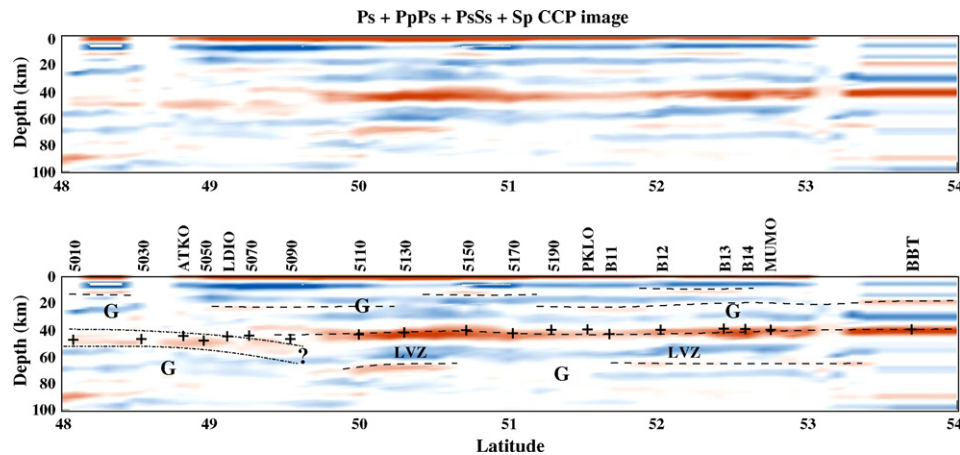 Ps + PpPs + PsSs + Sp CCP image
Depth (km)
0
20
40
60
80
100
48 49 50 51 52 53 54
5010 5030 ATKO 5050 LDIO 5070 5090 5110 5130 5150 5170 5190 PKLO B11 B12 B13 B14 MUMO BBT
Depth (km)
0
20
40
60
80
100
G G G
? LVZ LVZ
G G
48 49 50 51 52 53 54
Latitude